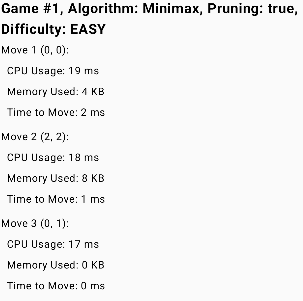 Game #1, Algorithm: Minimax, Pruning: true,
Difficulty: EASY
Move 1 (0, 0):
CPU Usage: 19 ms
Memory Used: 4 KB
Time to Move: 2 ms
Move 2 (2, 2):
CPU Usage: 18 ms
Memory Used: 8 KB
Time to Move: 1 ms
Move 3 (0, 1):
CPU Usage: 17 ms
Memory Used: 0 KB
Time to Move: 0 ms